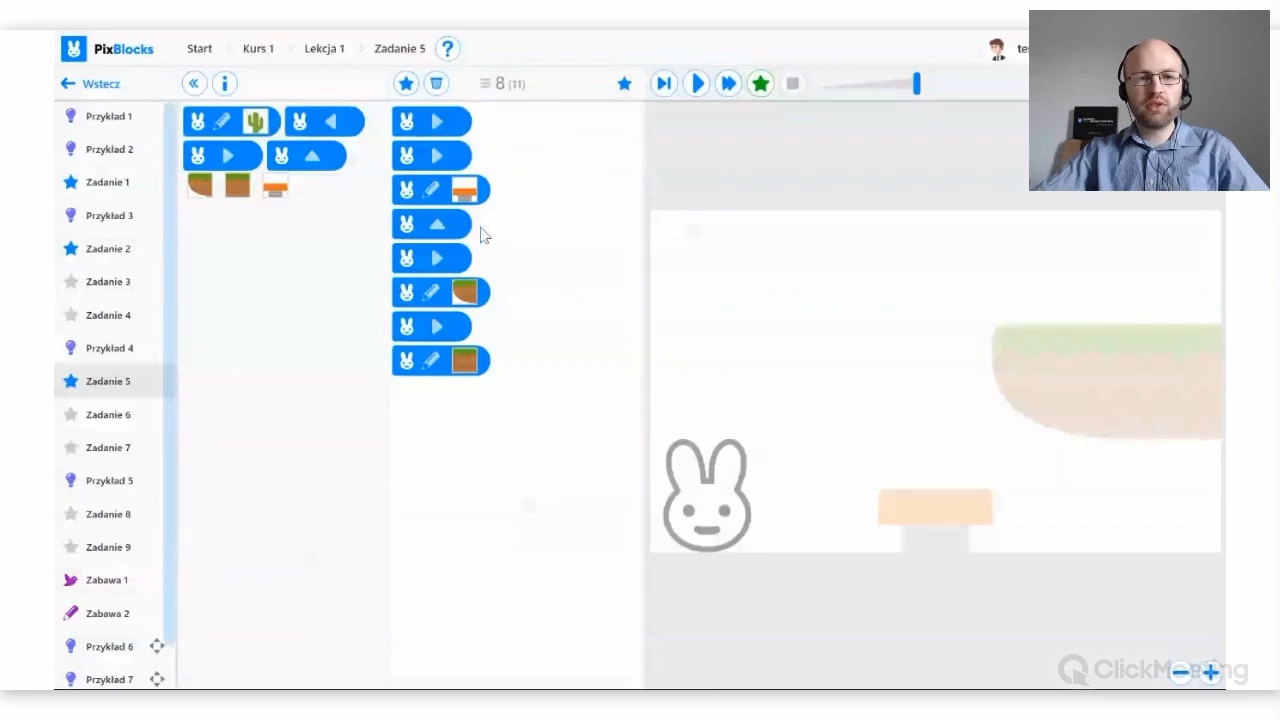 PixBlocks Start Kurs 1 Lekcja 1 Zadanie 5 ?
Wstecz 8 (11)
Przykład 1
Przykład 2
Zadanie 1
Przykład 3
Zadanie 2
Zadanie 3
Zadanie 4
Przykład 4
Zadanie 5
Zadanie 6
Zadanie 7
Przykład 5
Zadanie 8
Zadanie 9
Zabawa 1
Zabawa 2
Przykład 6
Przykład 7
ClickMeeting